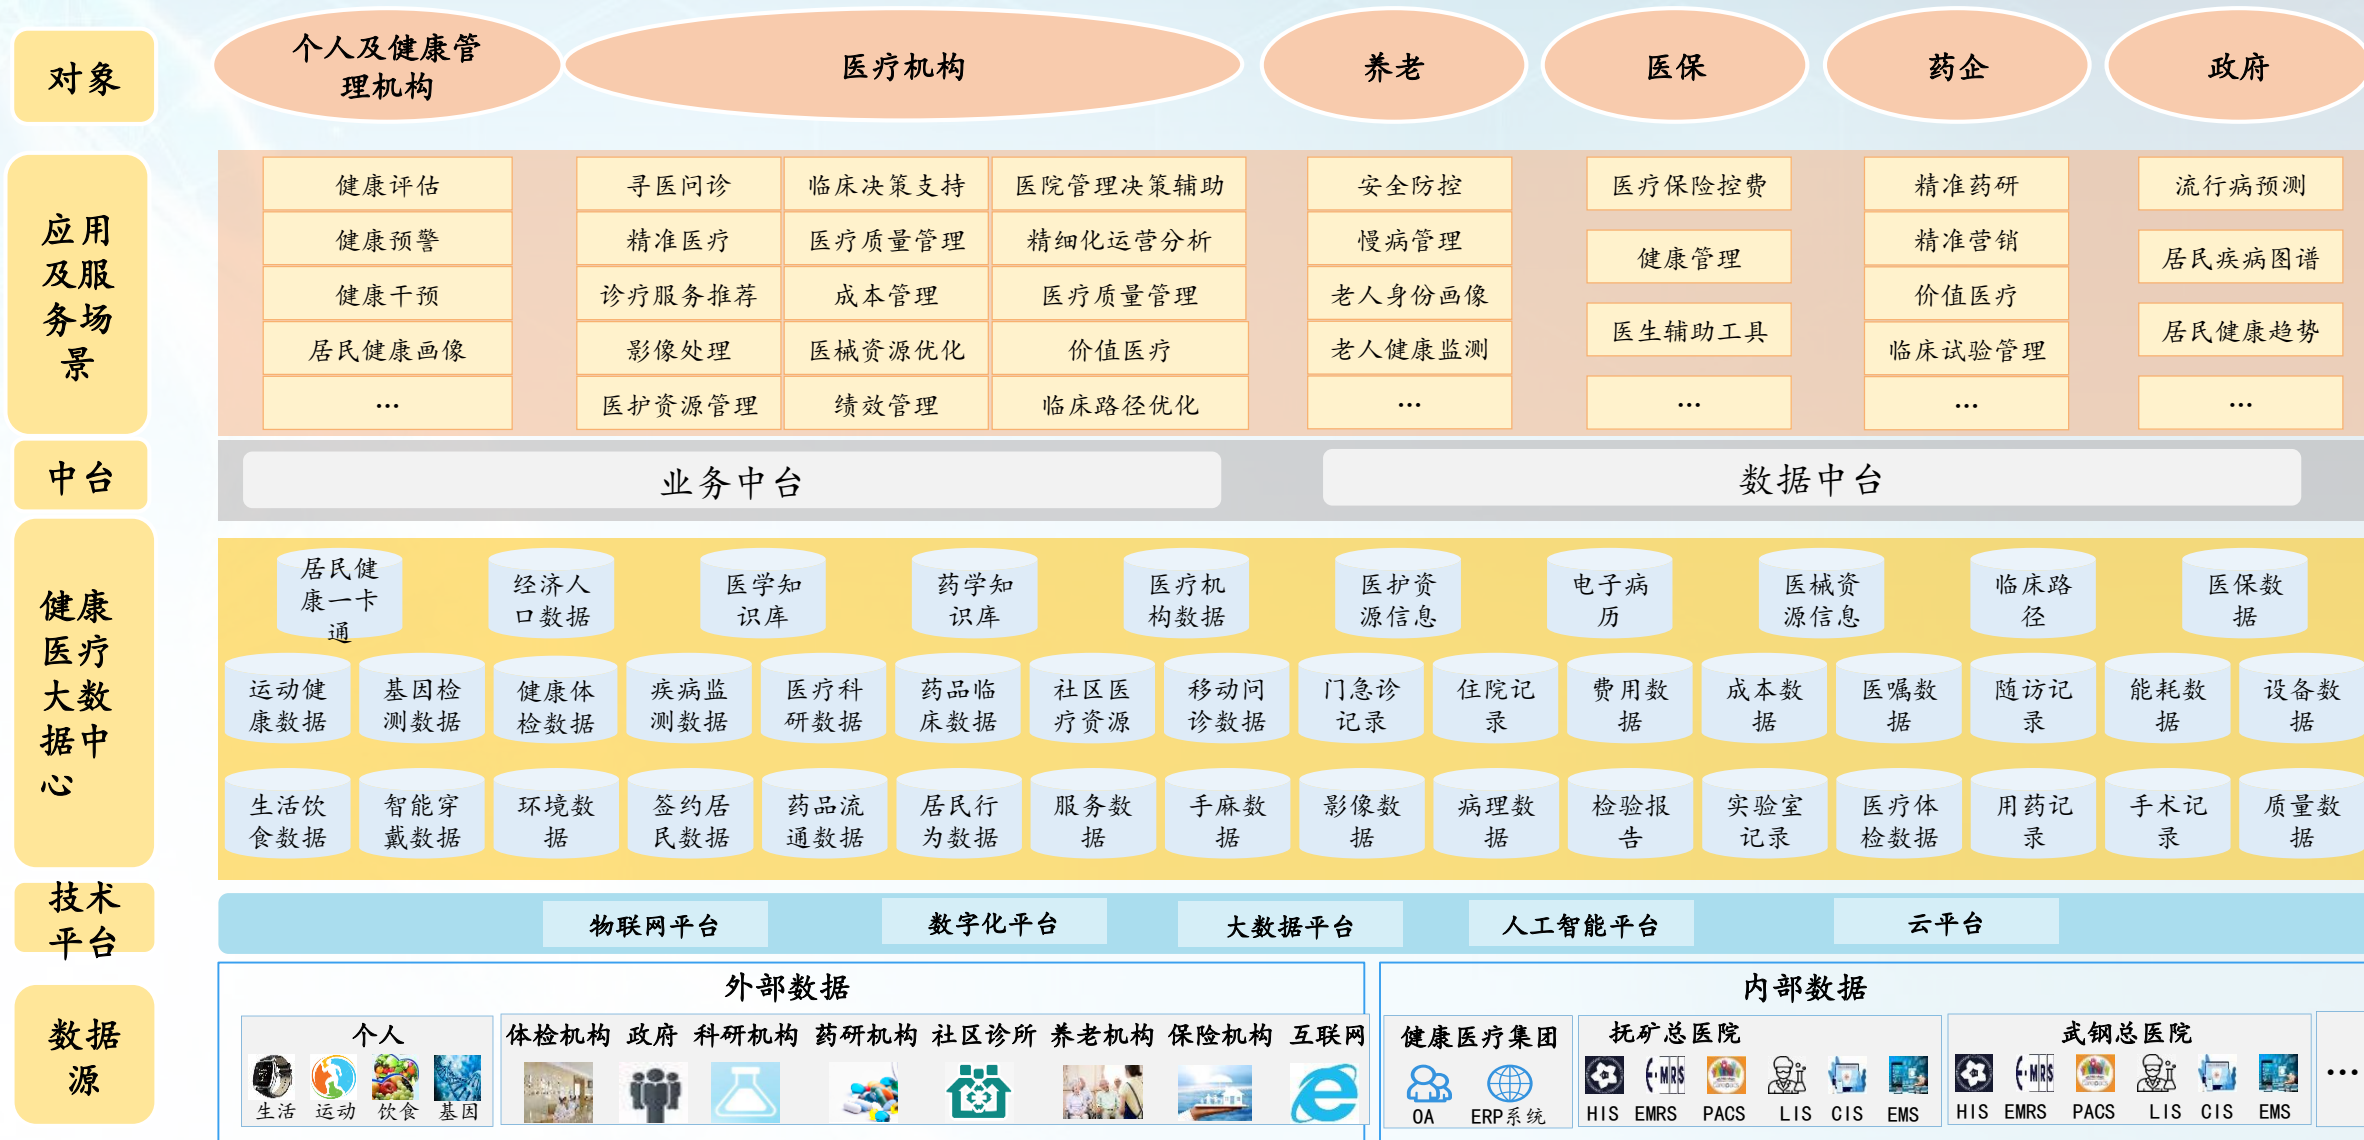 对象
个人及健康管
理机构
医疗机构
养老
医保
药企
政府
应用
及服
务场
景
健康评估
寻医问诊
临床决策支持
医院管理决策辅助
安全防控
医疗保险控费
精准药研
流行病预测
健康预警
精准医疗
医疗质量管理
精细化运营分析
慢病管理
健康管理
精准营销
居民疾病图谱
健康干预
诊疗服务推荐
成本管理
医疗质量管理
老人身份画像
医生辅助工具
价值医疗
居民健康趋势
居民健康画像
影像处理
医械资源优化
价值医疗
老人健康监测
临床试验管理
...
医护资源管理
绩效管理
临床路径优化
...
...
...
...
中台
业务中台
数据中台
健康
医疗
大数
据中
心
居民健
康一卡
通
经济人
口数据
医学知
识库
药学知
识库
医疗机
构数据
医护资
源信息
电子病
历
医械资
源信息
临床路
径
医保数
据
运动健
康数据
基因检
测数据
健康体
检数据
疾病监
测数据
医疗科
研数据
药品临
床数据
社区医
疗资源
移动问
诊数据
门急诊
记录
住院记
录
费用数
据
成本数
据
医嘱数
据
随访记
录
能耗数
据
设备数
据
生活饮
食数据
智能穿
戴数据
环境数
据
签约居
民数据
药品流
通数据
居民行
为数据
服务数
据
手麻数
据
影像数
据
病理数
据
检验报
告
实验室
记录
医疗体
检数据
用药记
录
手术记
录
质量数
据
技术
平台
物联网平台
数字化平台
大数据平台
人工智能平台
云平台
数据
源
外部数据
个人
生活
运动
饮食
基因
体检机构
政府
科研机构
药研机构
社区诊所
养老机构
保险机构
互联网
内部数据
健康医疗集团
OA
ERP系统
抚矿总医院
E·MRS
HIS
EMRS
PACS
LIS
CIS
EMS
武钢总医院
E·MRS
HIS
EMRS
PACS
LIS
CIS
EMS
...